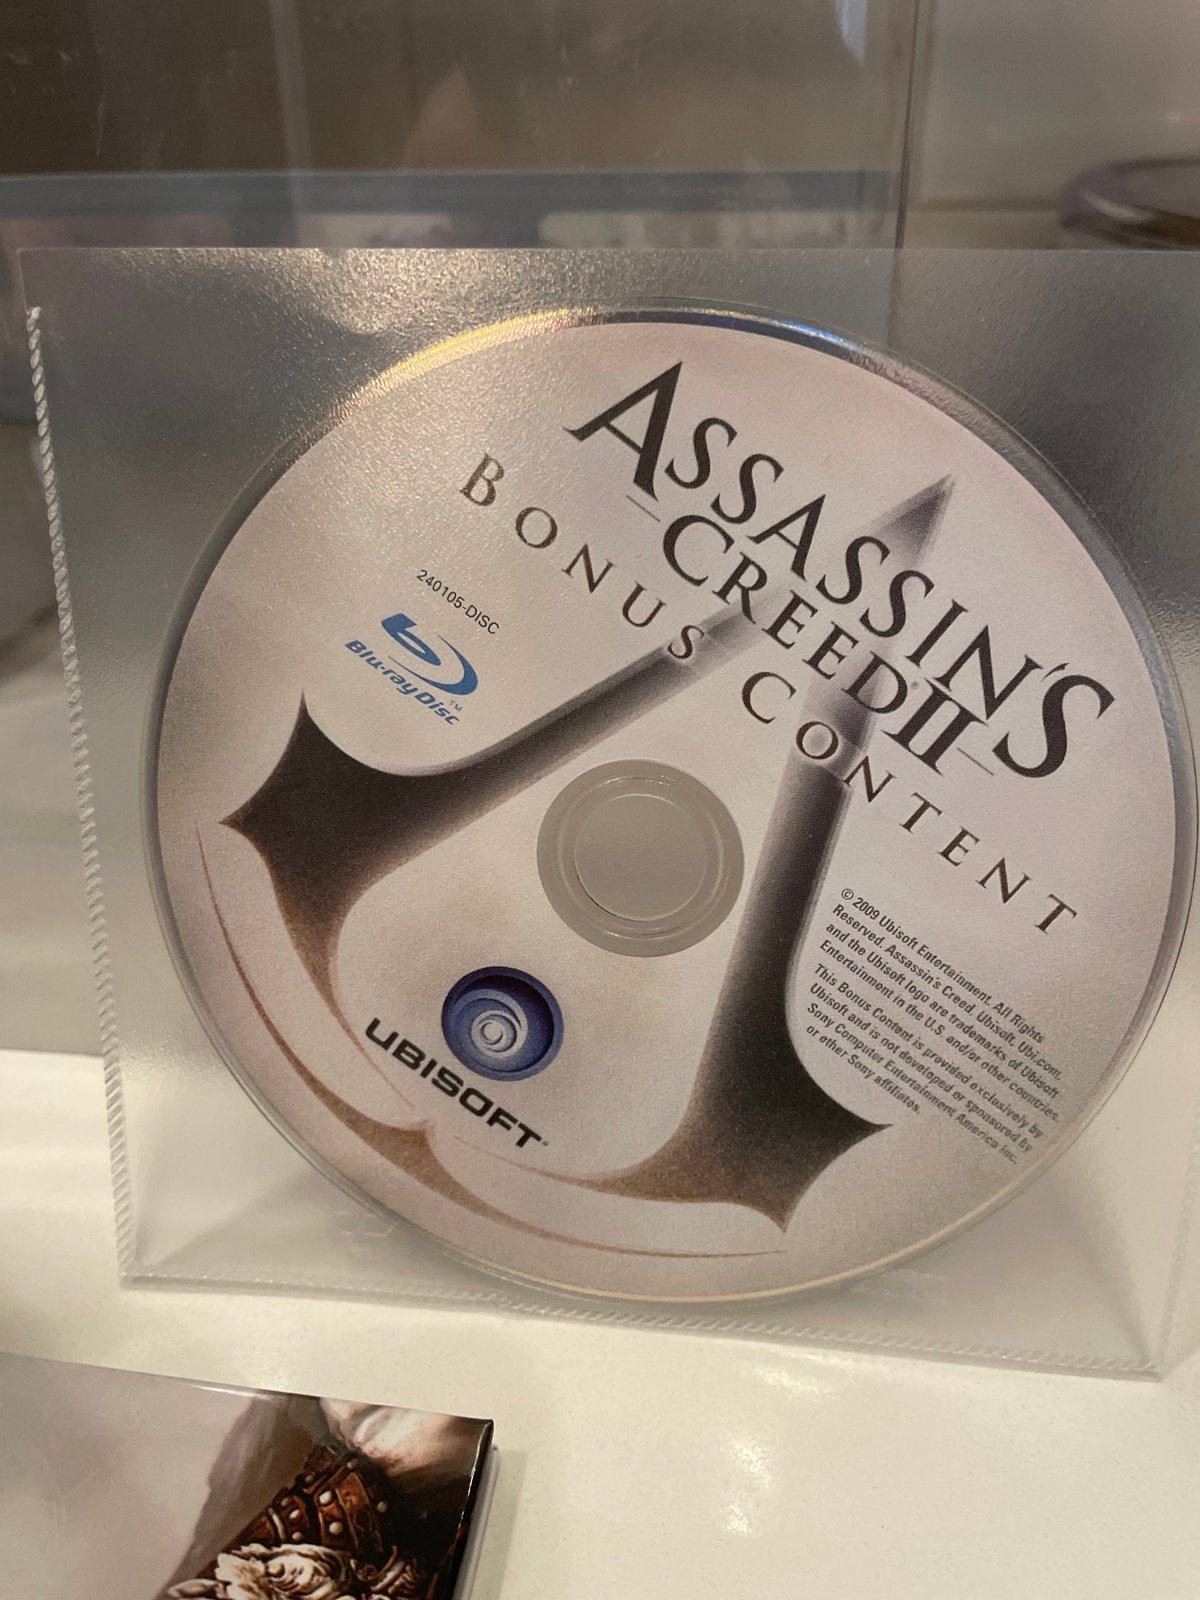 ASSASSIN'S
CREED II
BONUS CONTENT
240105-DISC
Blu-ray Disc™
UBISOFT®
© 2009 Ubisoft Entertainment. All Rights
Reserved. Assassin's Creed, Ubisoft, Ubi.com,
and the Ubisoft logo are trademarks of Ubisoft
Entertainment in the U.S. and/or other countries.
This Bonus Content is provided exclusively by
Ubisoft and is not developed or sponsored by
Sony Computer Entertainment America Inc.
or other Sony affiliates.